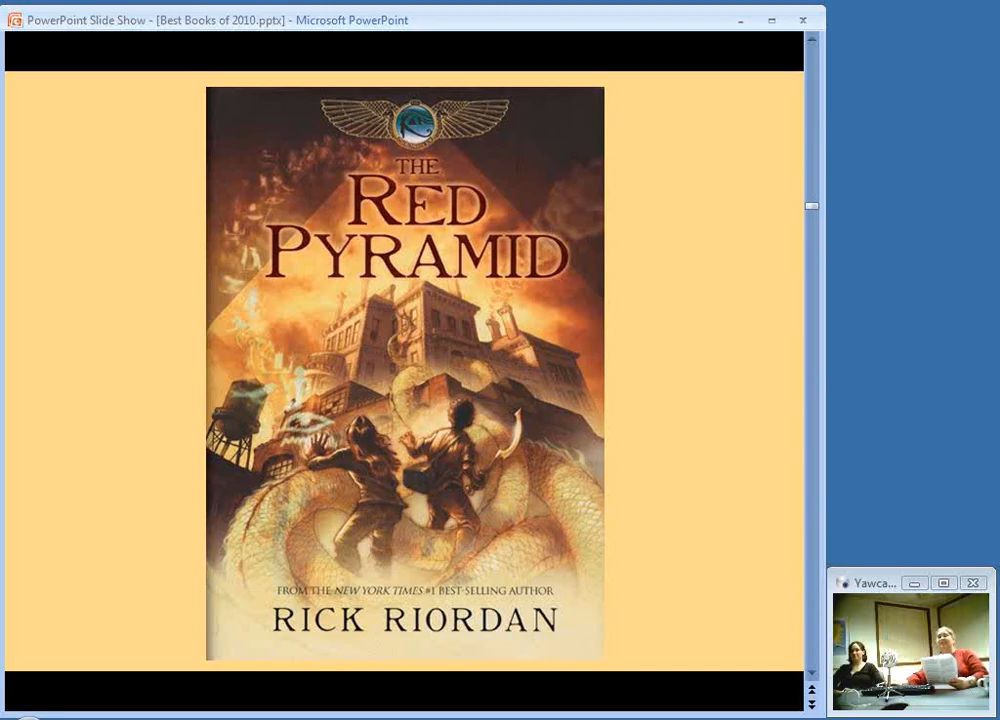 PowerPoint Slide Show - [Best Books of 2010.pptx] - Microsoft PowerPoint
THE
RED
PYRAMID
FROM THE NEW YORK TIMES #1 BEST-SELLING AUTHOR
RICK RIORDAN
Yawca...